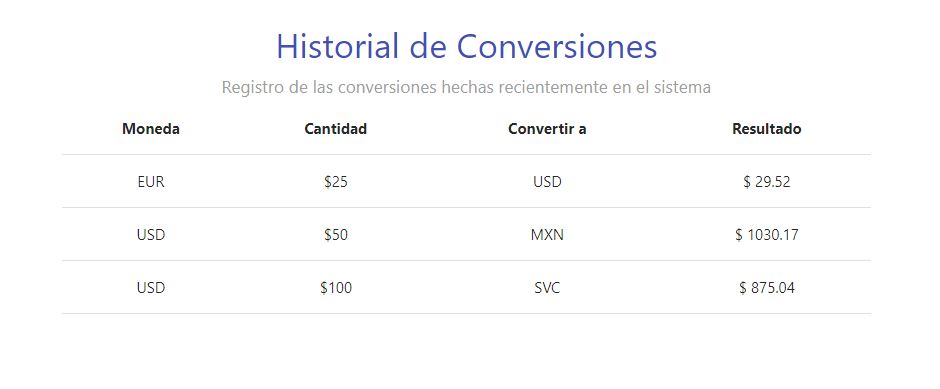 Historial de Conversiones
Registro de las conversiones hechas recientemente en el sistema
Moneda Cantidad Convertir a Resultado
EUR $25 USD $ 29.52
USD $50 MXN $ 1030.17
USD $100 SVC $ 875.04